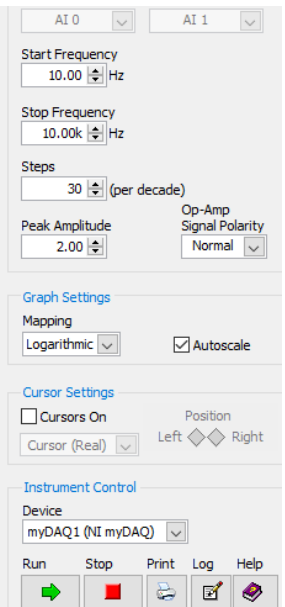 AI 0 AI 1
Start Frequency
10.00 Hz
Stop Frequency
10.00k Hz
Steps
30 (per decade)
Op-Amp
Peak Amplitude Signal Polarity
2.00 Normal
Graph Settings
Mapping
Logarithmic Autoscale
Cursor Settings
Cursors On Position
Cursor (Real) Left Right
Instrument Control
Device
myDAQ1 (NI myDAQ)
Run Stop Print Log Help